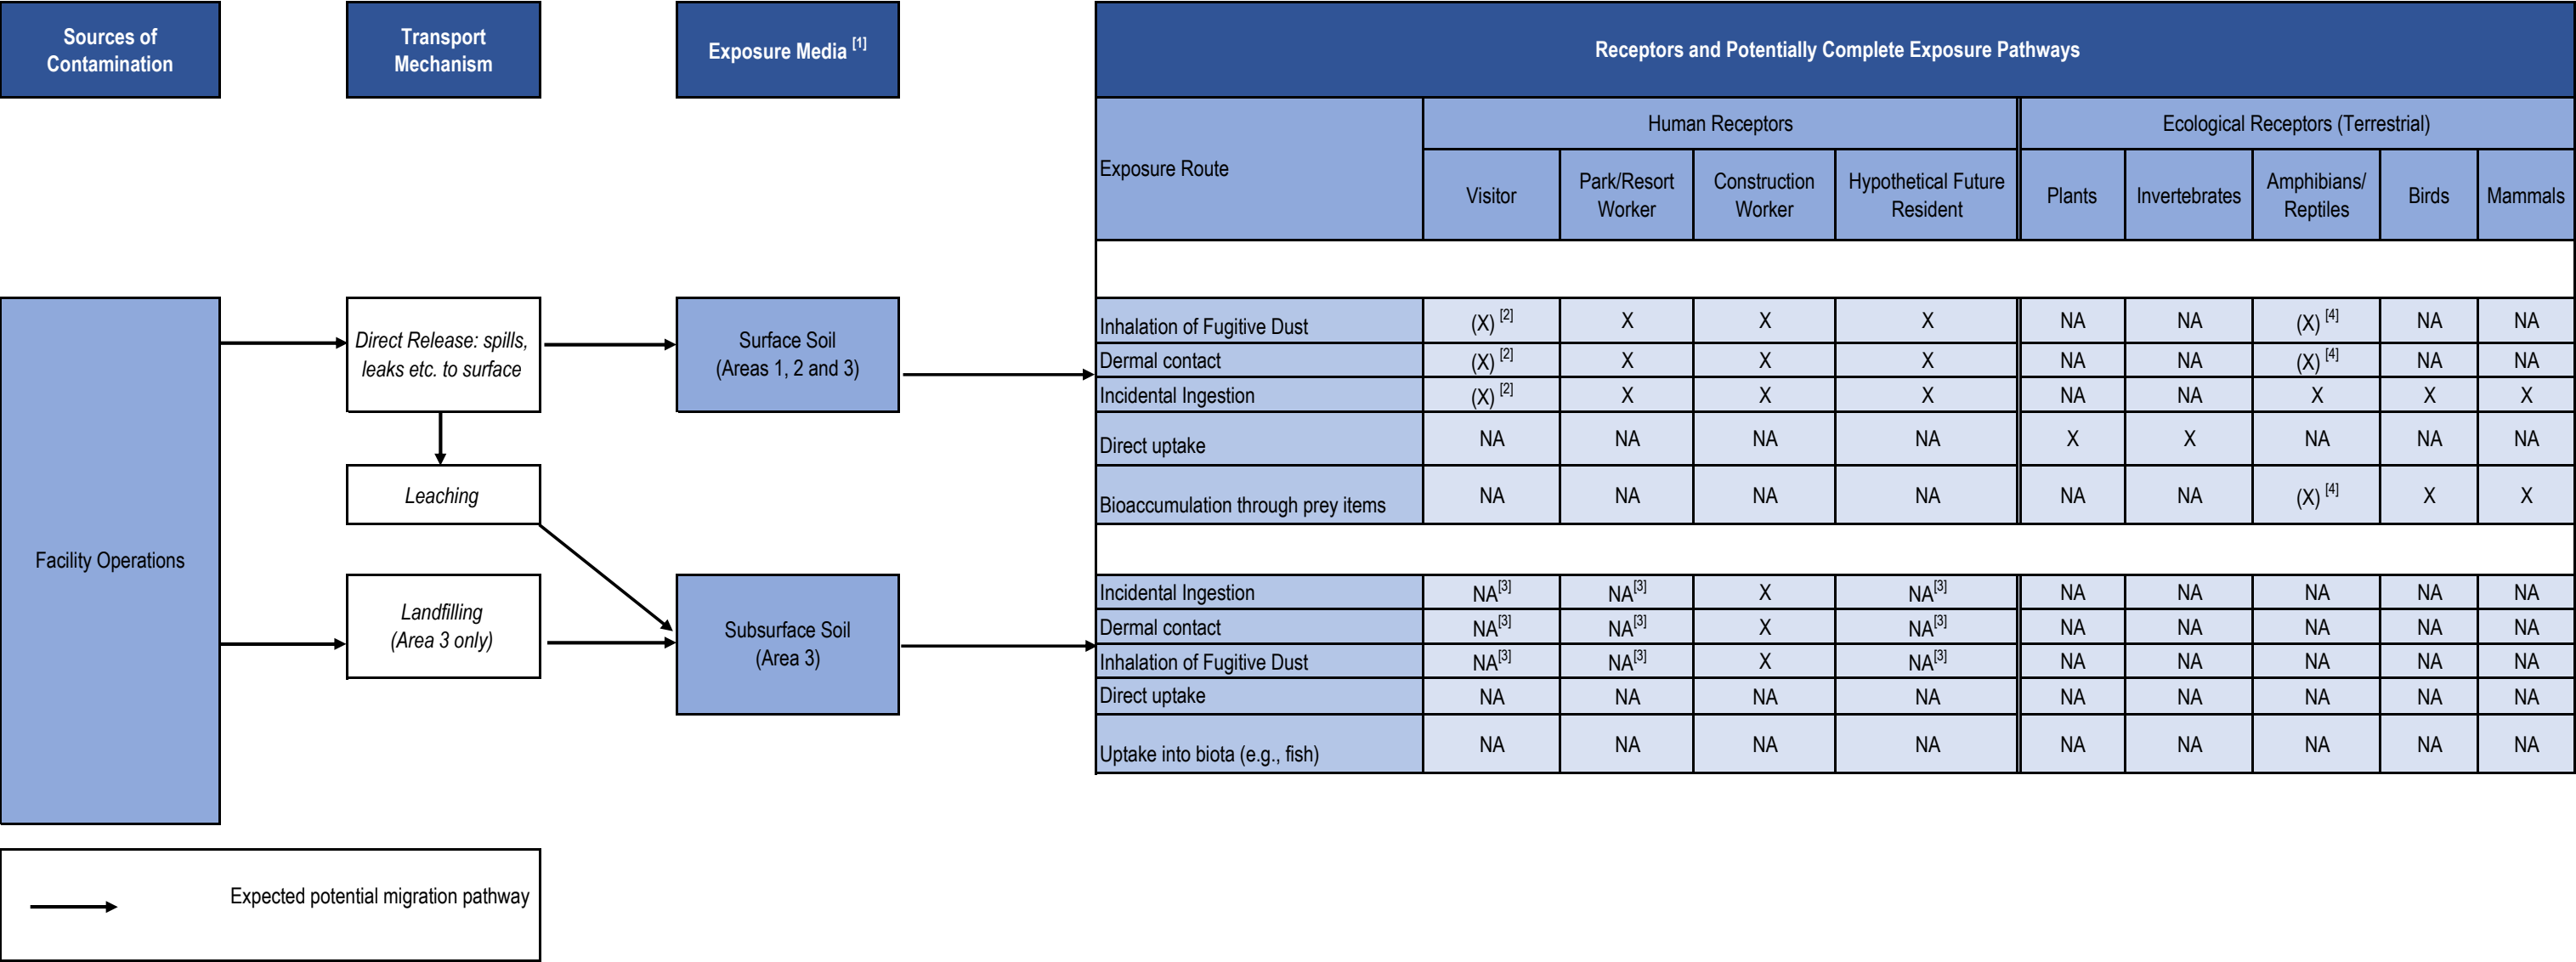 Sources of
Contamination
Transport
Mechanism
Exposure Media [1]
Receptors and Potentially Complete Exposure Pathways
Exposure Route
Human Receptors
Ecological Receptors (Terrestrial)
Visitor
Park/Resort
Worker
Construction
Worker
Hypothetical Future
Resident
Plants
Invertebrates
Amphibians/
Reptiles
Birds
Mammals
Facility Operations
Direct Release: spills,
leaks etc. to surface
Leaching
Landfilling
(Area 3 only)
Surface Soil
(Areas 1, 2 and 3)
Subsurface Soil
(Area 3)
Inhalation of Fugitive Dust (X) [2] X X X NA NA (X) [4] NA NA
Dermal contact (X) [2] X X X NA NA (X) [4] NA NA
Incidental Ingestion (X) [2] X X X NA NA X X X
Direct uptake NA NA NA NA X X NA NA NA
Bioaccumulation through prey items NA NA NA NA NA NA (X) [4] X X
Incidental Ingestion NA[3] NA[3] X NA[3] NA NA NA NA NA
Dermal contact NA[3] NA[3] X NA[3] NA NA NA NA NA
Inhalation of Fugitive Dust NA[3] NA[3] X NA[3] NA NA NA NA NA
Direct uptake NA NA NA NA NA NA NA NA NA
Uptake into biota (e.g., fish) NA NA NA NA NA NA NA NA NA
Expected potential migration pathway